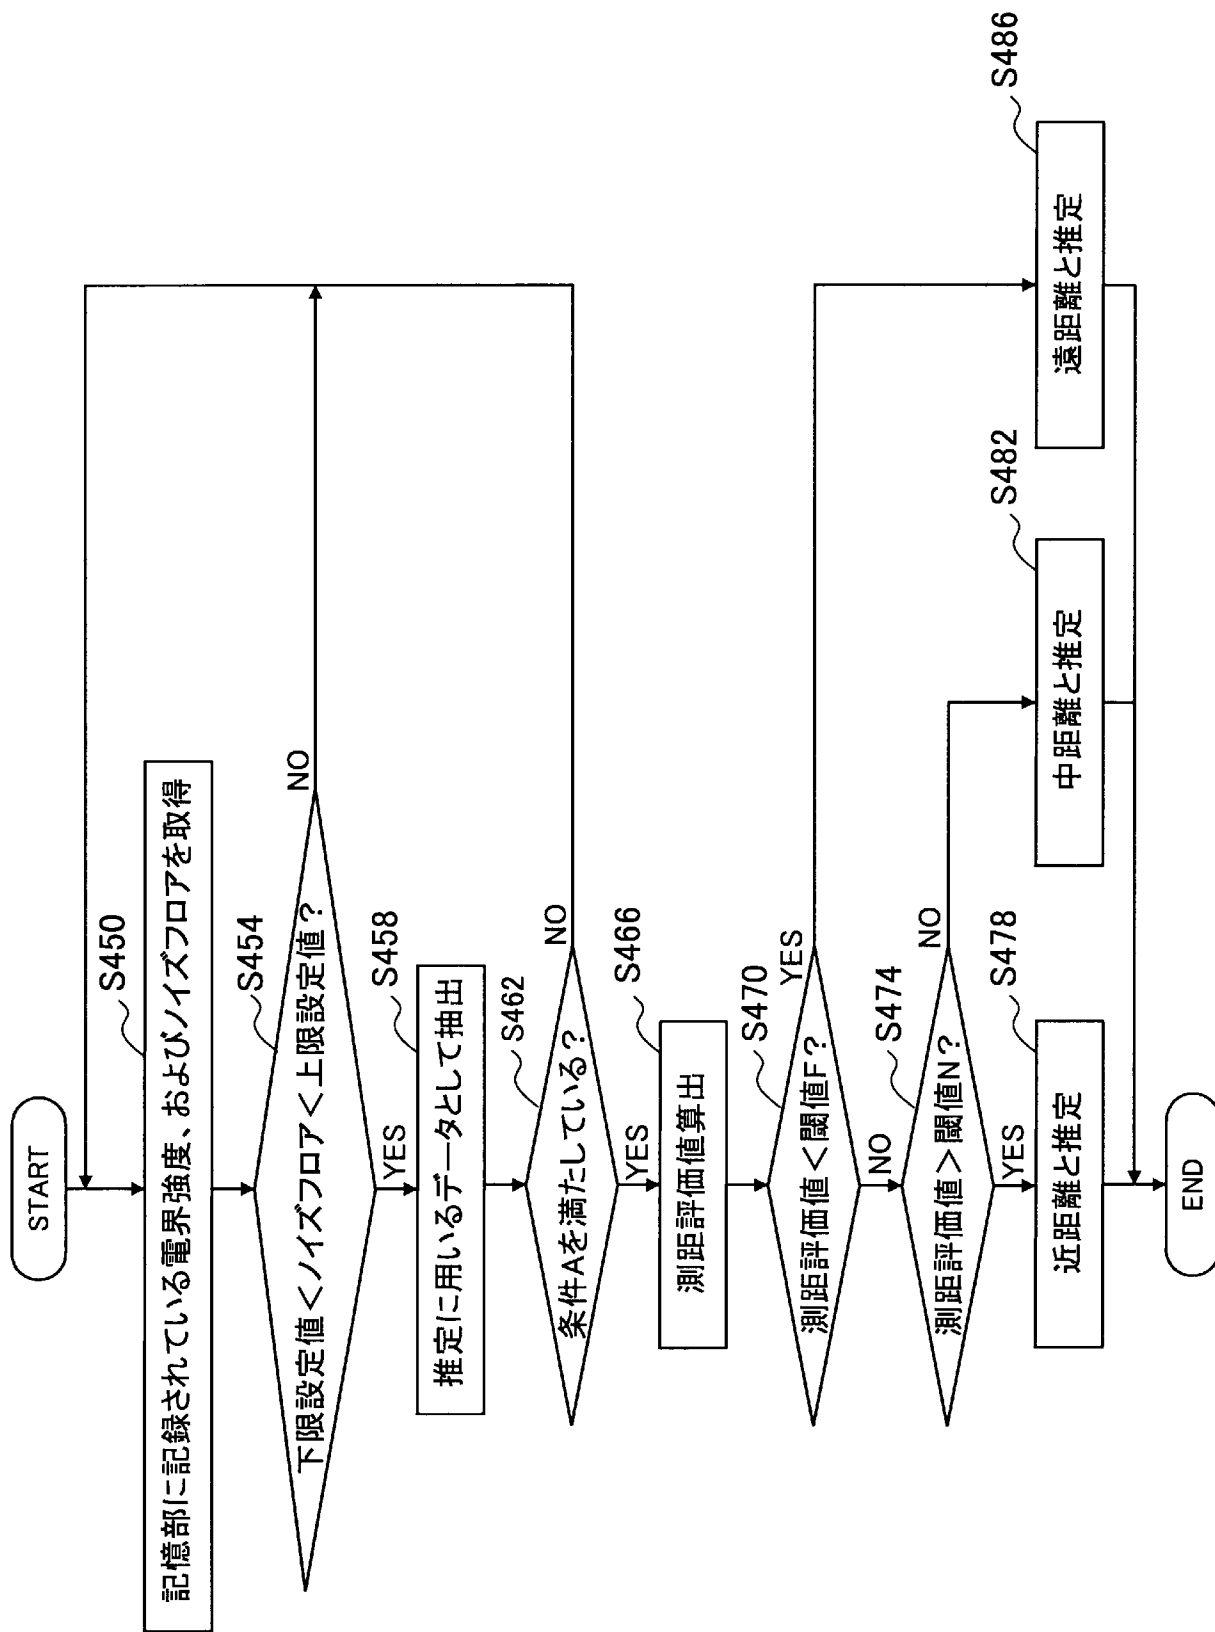 START
S450
記憶部に記録されている電界強度、およびノイズフロアを取得
S454
下限設定値＜ノイズフロア＜上限設定値？
NO
YES
S458
推定に用いるデータとして抽出
S462
条件Aを満たしている？
NO
YES
S466
測距評価値算出
S470
測距評価値＜閾値F？
YES
NO
S474
測距評価値＞閾値N？
NO
YES
S478
近距離と推定
S482
中距離と推定
S486
遠距離と推定
END